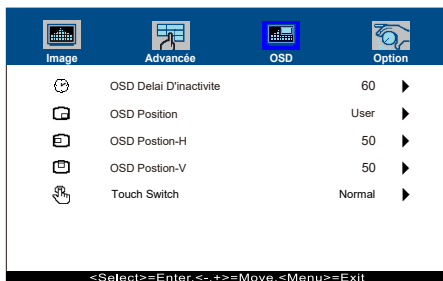 Image Advancée OSD Option
OSD Delai D'inactivite 60
OSD Position User
OSD Postion-H 50
OSD Postion-V 50
Touch Switch Normal
<Select>=Enter,<-,+>=Move,<Menu>=Exit